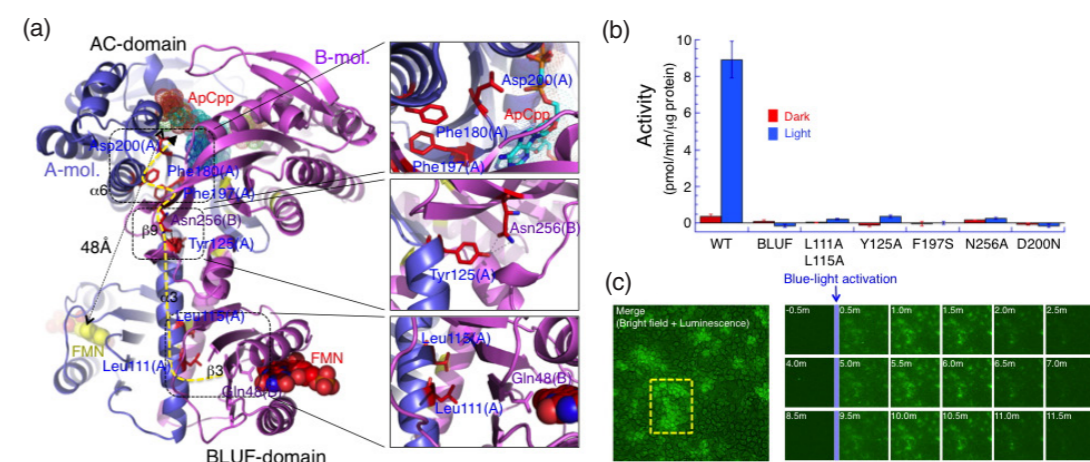 (a)
AC-domain
B-mol.
ApCpp
Asp200(A)
Phe180(A)
A-mol.
α6
Phe197(A)
Asn256(B)
β9
Tyr125(A)
48Å
α3
Leu115(A)
FMN
Leu111(A)
β3
FMN
Gln48(B)
BLUF-domain
Asp200(A)
ApCpp
Phe180(A)
Phe197(A)
Asn256(B)
Tyr125(A)
Leu115(A)
Gln48(B)
Leu111(A)
(b)
Activity
(pmol/min/µg protein)
10
8
6
4
2
0
Dark
Light
WT BLUF L111A Y125A F197S N256A D200N
L115A
Blue-light activation
(c)
Merge
(Bright field + Luminescence)
-0.5m 0.5m 1.0m 1.5m 2.0m 2.5m
4.0m 5.0m 5.5m 6.0m 6.5m 7.0m
8.5m 9.5m 10.0m 10.5m 11.0m 11.5m